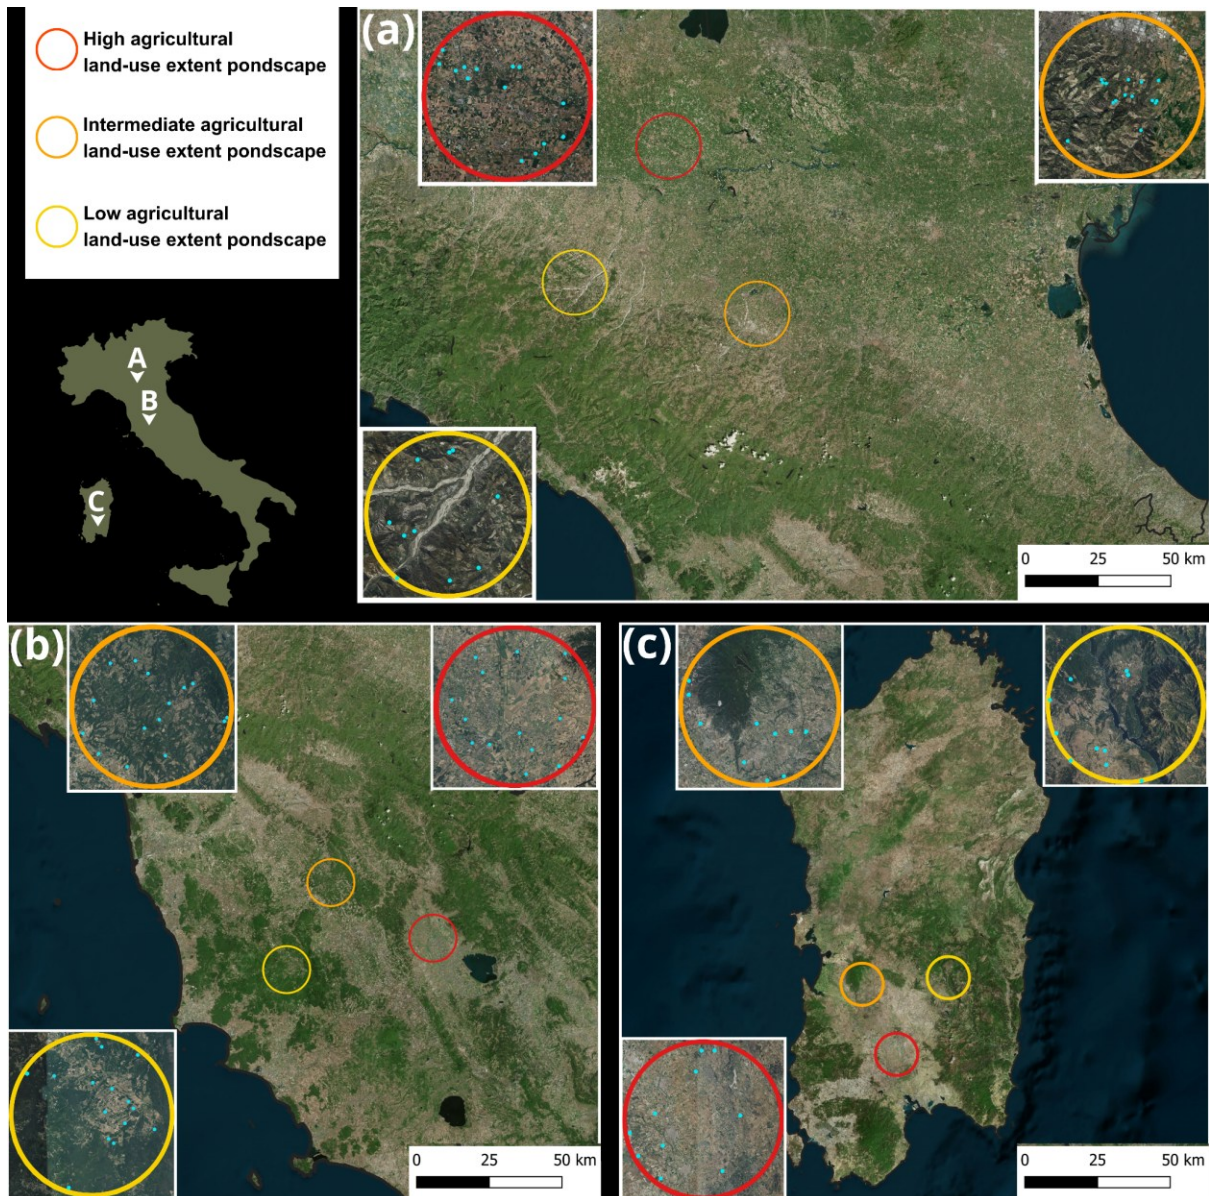 High agricultural
land-use extent pondscape
Intermediate agricultural
land-use extent pondscape
Low agricultural
land-use extent pondscape
A
B
C
(a)
0 25 50 km
(b)
0 25 50 km
(c)
0 25 50 km